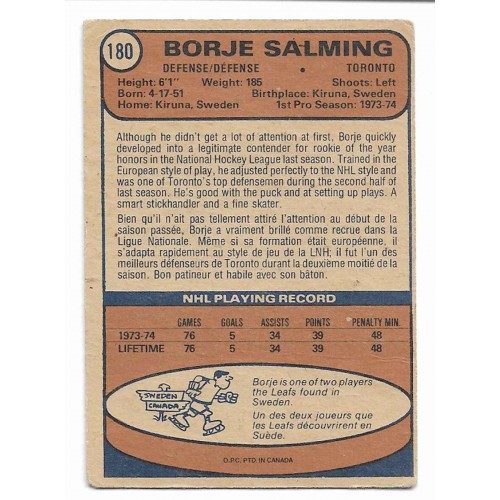 180 BORJE SALMING
DEFENSE/DÉFENSE • TORONTO
Height: 6'1" Weight: 185 Shoots: Left
Born: 4-17-51 Birthplace: Kiruna, Sweden
Home: Kiruna, Sweden 1st Pro Season: 1973-74
Although he didn't get a lot of attention at first, Borje quickly
developed into a legitimate contender for rookie of the year
honors in the National Hockey League last season. Trained in the
European style of play, he adjusted perfectly to the NHL style and
was one of Toronto's top defensemen during the second half of
last season. He's good with the puck and at setting up plays. A
smart stickhandler and a fine skater.
Bien qu'il n'ait pas tellement attiré l'attention au début de la
saison passée, Borje a vraiment brillé comme recrue dans la
Ligue Nationale. Même si sa formation était européenne, il
s'adapta rapidement au style de jeu de la LNH; il fut l'un des
meilleurs défenseurs de Toronto durant la deuxième moitié de la
saison. Bon patineur et habile avec son bâton.
NHL PLAYING RECORD
GAMES GOALS ASSISTS POINTS PENALTY MIN.
1973-74 76 5 34 39 48
LIFETIME 76 5 34 39 48
SWEDEN
CANADA
Borje is one of two players
the Leafs found in
Sweden.
Un des deux joueurs que
les Leafs découvrirent en
Suède.
O.P.C. PTD. IN CANADA